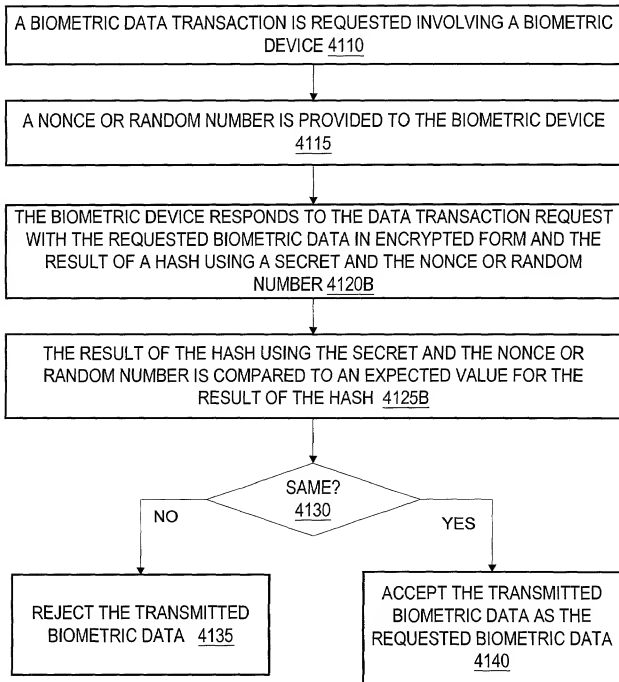 A BIOMETRIC DATA TRANSACTION IS REQUESTED INVOLVING A BIOMETRIC
DEVICE 4110
A NONCE OR RANDOM NUMBER IS PROVIDED TO THE BIOMETRIC DEVICE
4115
THE BIOMETRIC DEVICE RESPONDS TO THE DATA TRANSACTION REQUEST
WITH THE REQUESTED BIOMETRIC DATA IN ENCRYPTED FORM AND THE
RESULT OF A HASH USING A SECRET AND THE NONCE OR RANDOM
NUMBER 4120B
THE RESULT OF THE HASH USING THE SECRET AND THE NONCE OR
RANDOM NUMBER IS COMPARED TO AN EXPECTED VALUE FOR THE
RESULT OF THE HASH 4125B
SAME?
4130
NO
YES
REJECT THE TRANSMITTED
BIOMETRIC DATA 4135
ACCEPT THE TRANSMITTED
BIOMETRIC DATA AS THE
REQUESTED BIOMETRIC DATA
4140